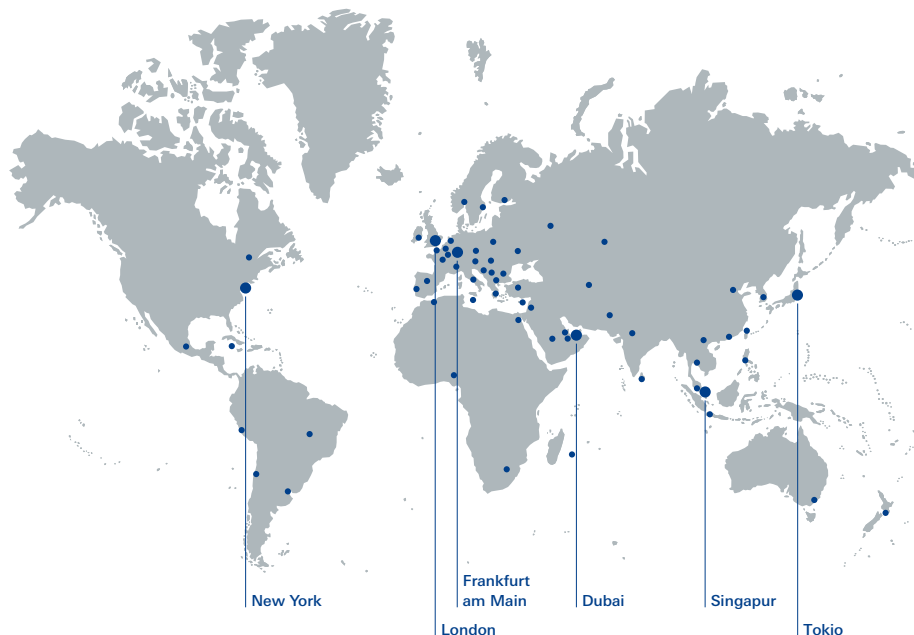 New York
London
Frankfurt
am Main
Dubai
Singapur
Tokio